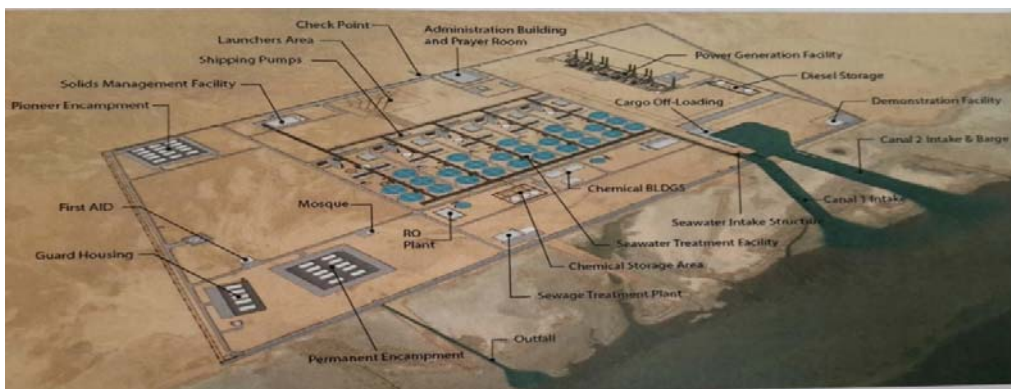 Check Point
Administration Building
and Prayer Room
Launchers Area
Shipping Pumps
Power Generation Facility
Solids Management Facility
Diesel Storage
Pioneer Encampment
Cargo Off-Loading
Demonstration Facility
Canal 2 Intake & Barge
Chemical BLDGS
Canal 1 Intake
First AID
Mosque
RO
Plant
Seawater Intake Structure
Seawater Treatment Facility
Guard Housing
Chemical Storage Area
Sewage Treatment Plant
Outfall
Permanent Encampment